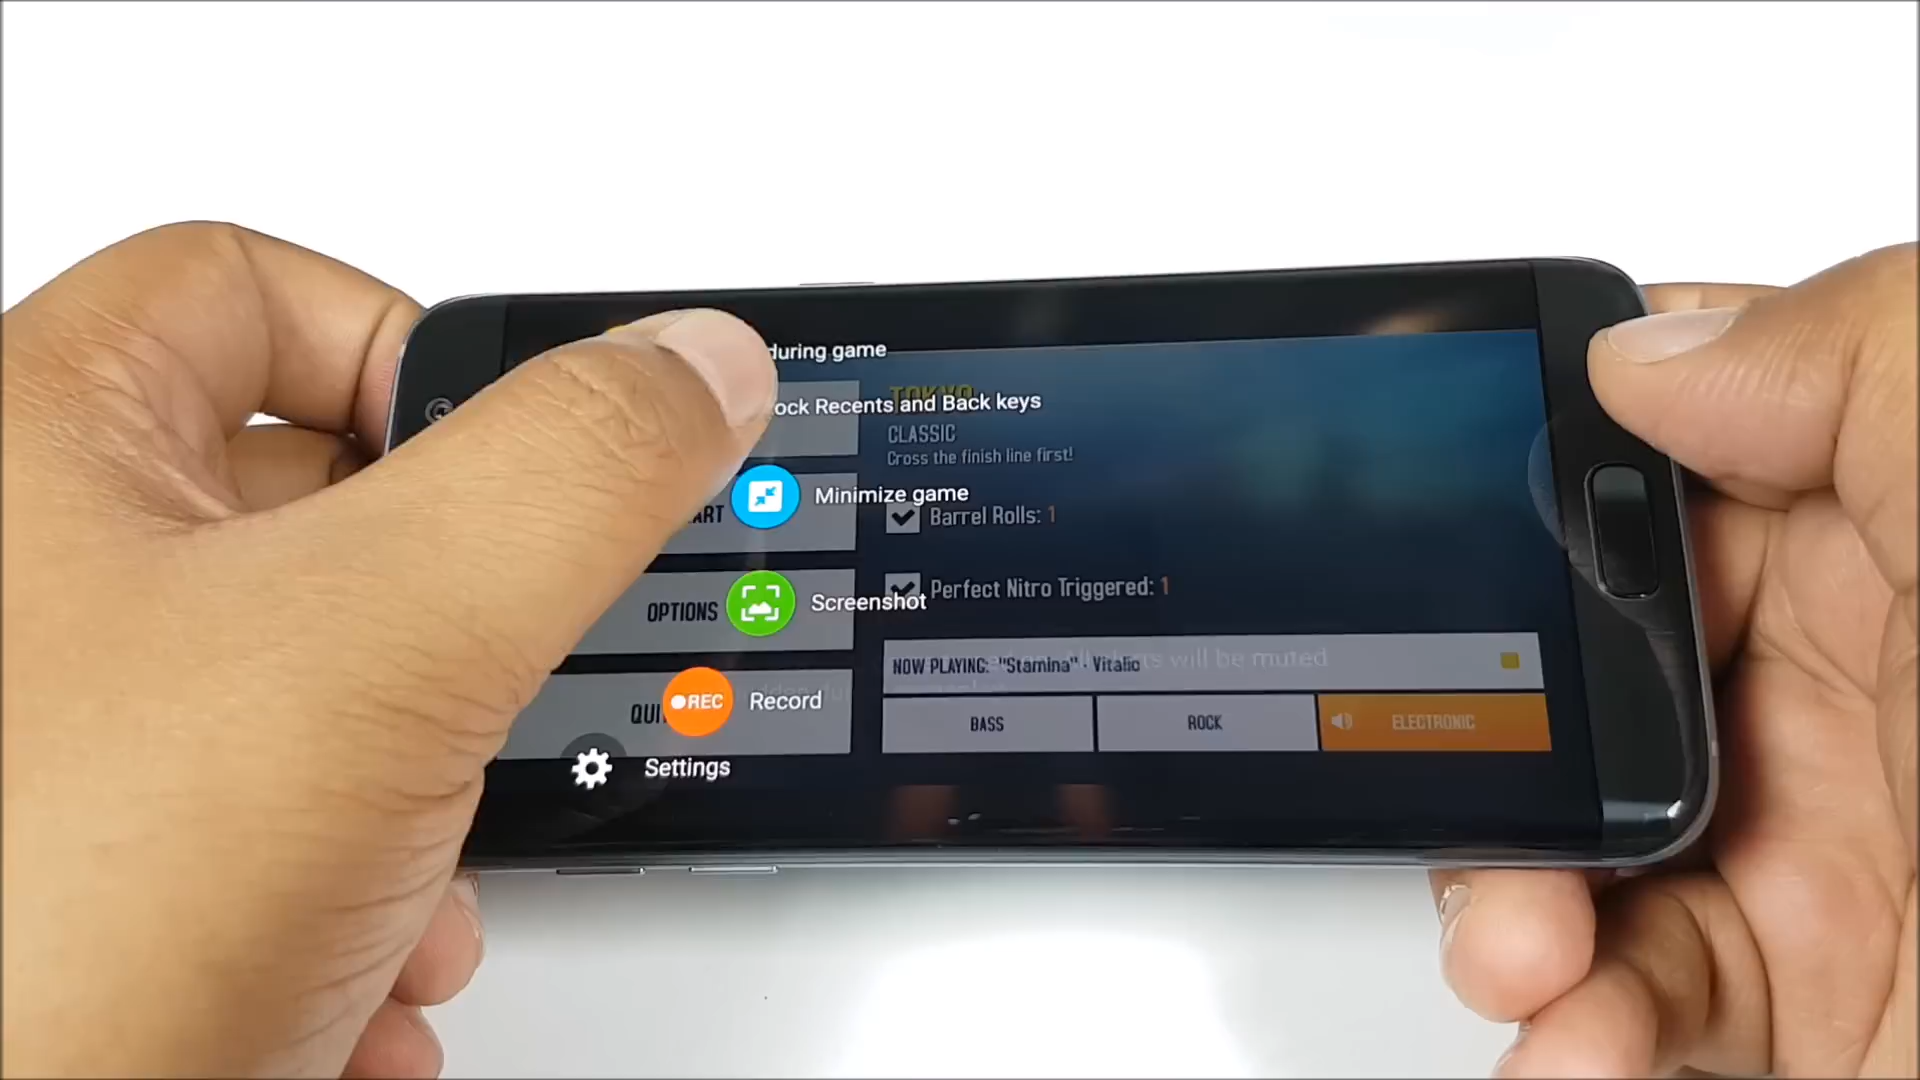 during game
ock Recents and Back keys
TOKYO
CLASSIC
Cross the finish line first!
Minimize game
ART
Barrel Rolls: 1
OPTIONS
Screenshot
Perfect Nitro Triggered: 1
NOW PLAYING: "Stamina" - Vitalic
will be muted
QUI
REC
Record
BASS
ROCK
ELECTRONIC
Settings